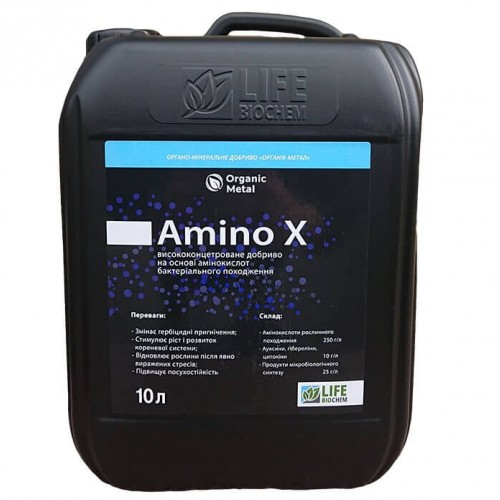 LIFE
BIOCHEM
ОРГАНО-МІНЕРАЛЬНЕ ДОБРИВО «ОРГАНІК-МЕТАЛ»
Organic
Metal
Amino X
висококонцетроване добриво
на основі амінокислот
бактеріального походження
Переваги:
- Знімає гербіцидні пригнічення;
- Стимулює ріст і розвиток
кореневої системи;
- Відновлює рослини після явно
виражених стресів;
- Підвищує посухостійкість
Склад:
- Амінокислоти рослинного
походження 250 г/л
- Ауксини, гібереліни,
цитокіни 10 г/л
- Продукти мікробіологічного
синтезу 25 г/л
10 л
LIFE
BIOCHEM